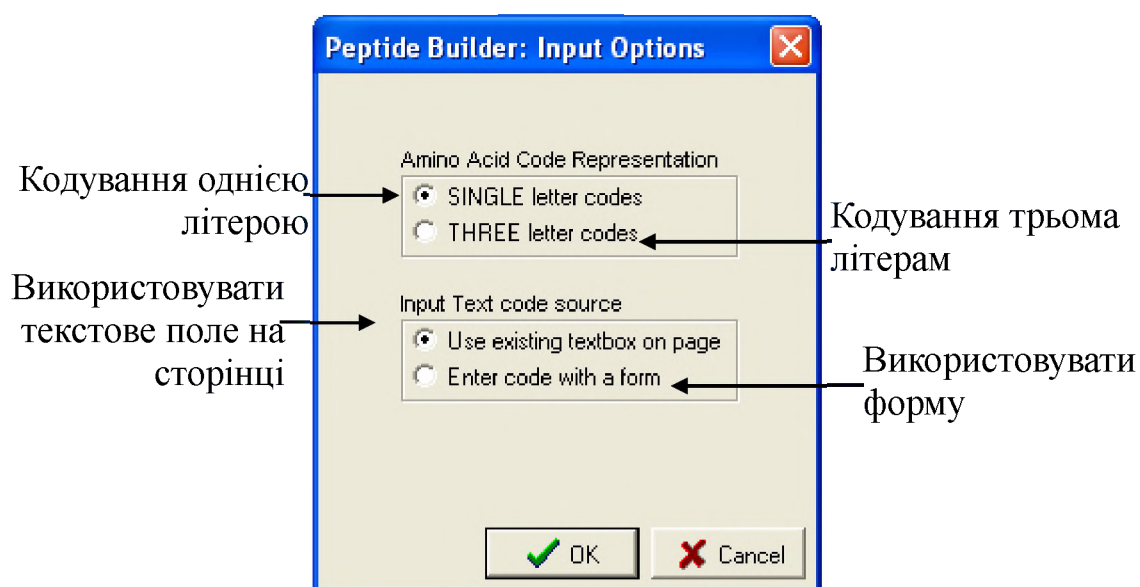 Peptide Builder: Input Options
Amino Acid Code Representation
Кодування однією
літерою
SINGLE letter codes
THREE letter codes
Кодування трьома
літерам
Використовувати
текстове поле на
сторінці
Input Text code source
Use existing textbox on page
Enter code with a form
Використовувати
форму
OK
Cancel